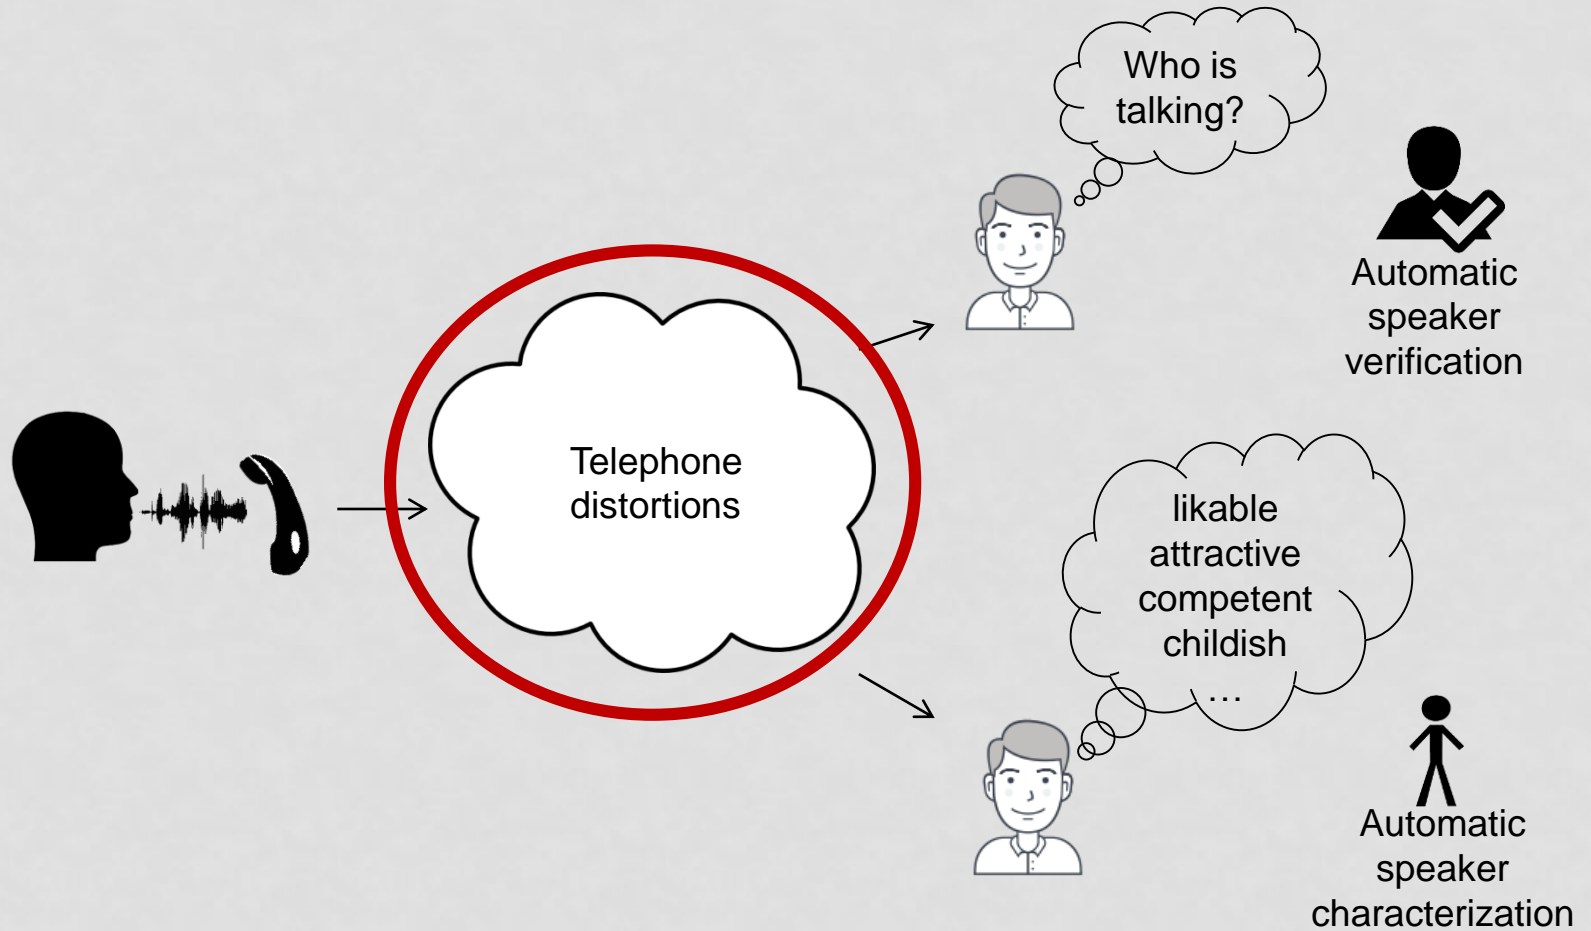 Who is
talking?
Automatic
speaker
verification
Telephone
distortions
likable
attractive
competent
childish
…
Automatic
speaker
characterization